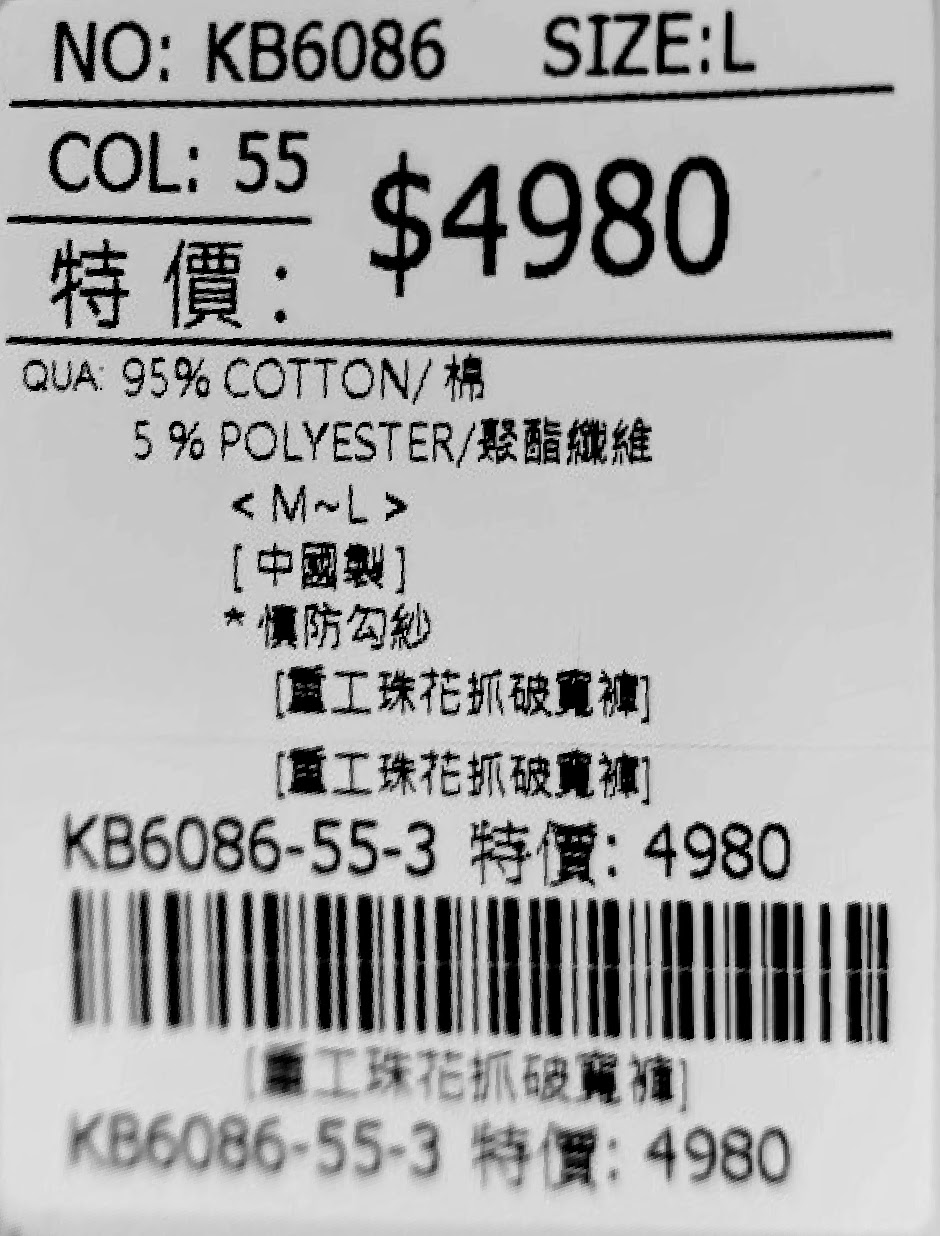 NO: KB6086 SIZE:L
COL: 55
$4980
特 價 :
QUA: 95% COTTON/棉
5 % POLYESTER/聚酯纖維
< M~L >
[中國製]
* 慎防勾紗
[重工珠花抓破寬褲]
[重工珠花抓破寬褲]
KB6086-55-3 特價: 4980
[重工珠花抓破寬褲]
KB6086-55-3 特價: 4980